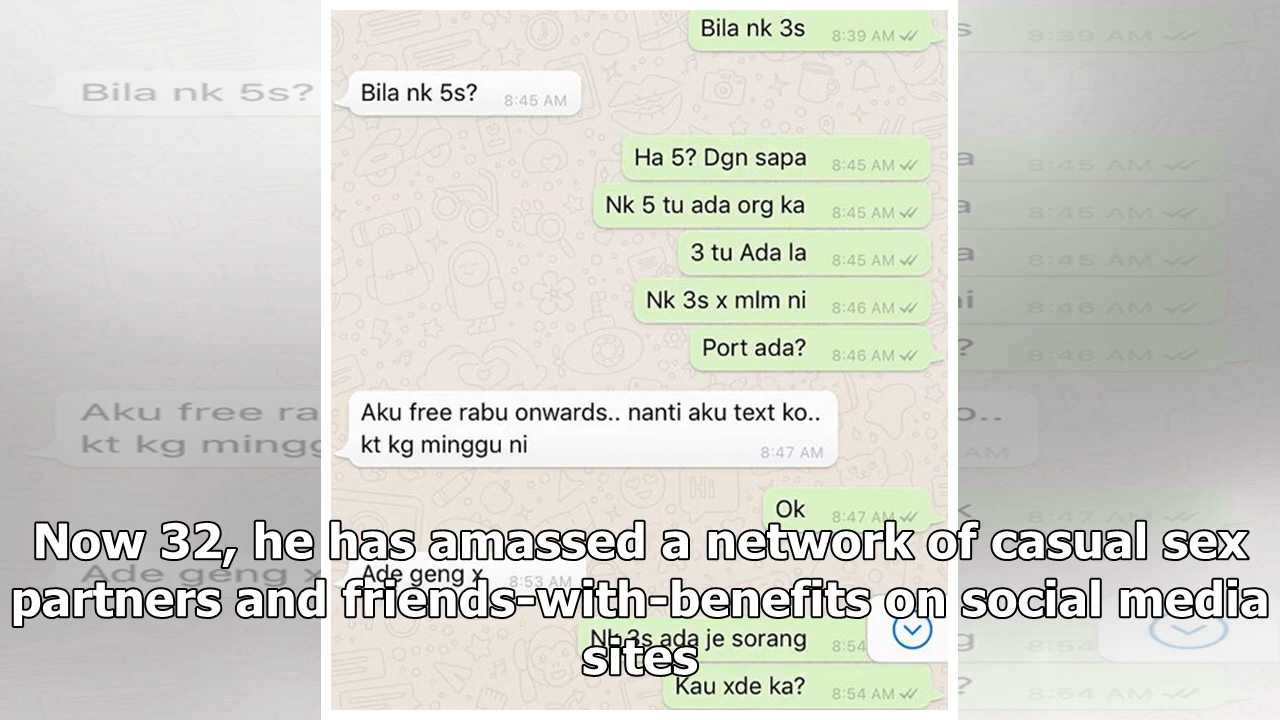 Bila nk 3s 8:39 AM
Bila nk 5s? 8:45 AM
Ha 5? Dgn sapa 8:45 AM
Nk 5 tu ada org ka 8:45 AM
3 tu Ada la 8:45 AM
Nk 3s x mlm ni 8:46 AM
Port ada? 8:46 AM
Aku free rabu onwards.. nanti aku text ko..
kt kg minggu ni 8:47 AM
Ok 8:47 AM
Ade geng x 8:53 AM
Nk 3s ada je sorang 8:54
Kau xde ka? 8:54 AM
Now 32, he has amassed a network of casual sex
partners and friends-with-benefits on social media
sites